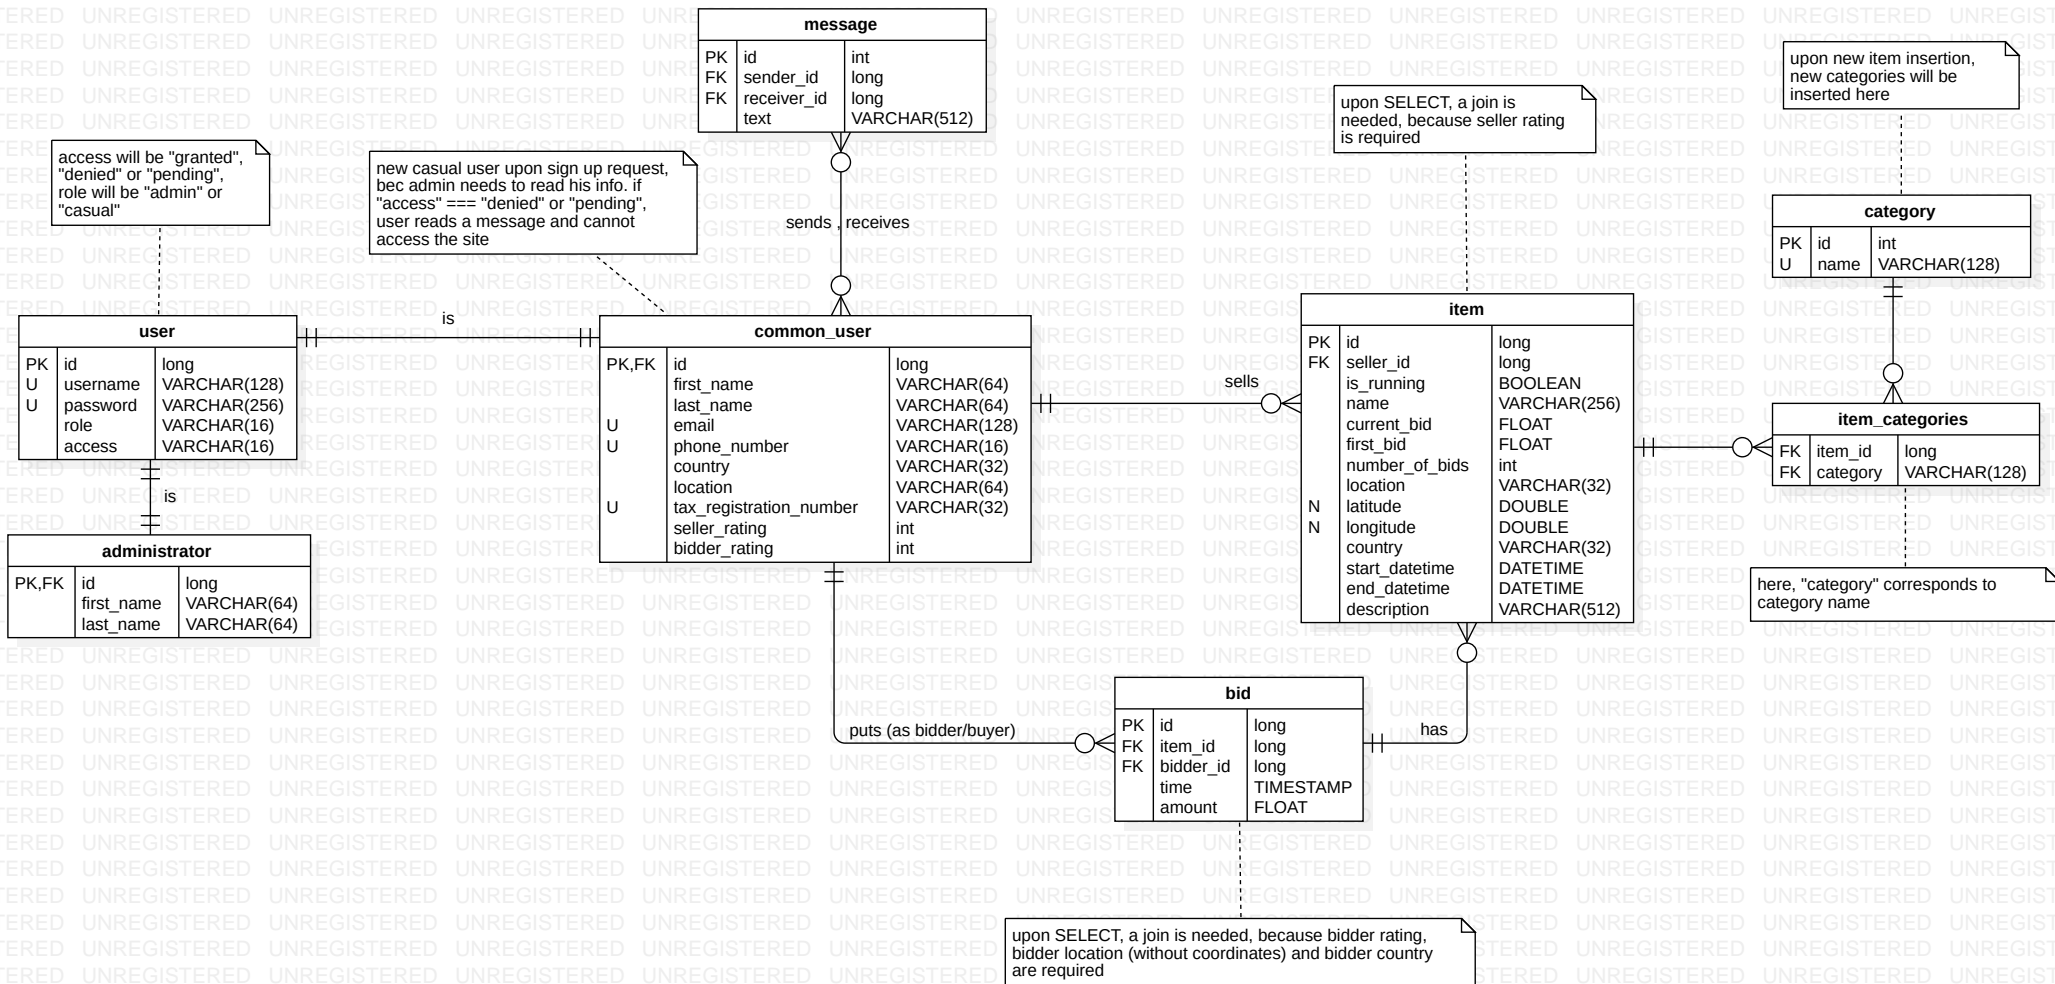 message
PK id int
FK sender_id long
FK receiver_id long
text VARCHAR(512)
upon new item insertion,
new categories will be
inserted here
upon SELECT, a join is
needed, because seller rating
is required
access will be "granted",
"denied" or "pending",
role will be "admin" or
"casual"
new casual user upon sign up request,
bec admin needs to read his info. if
"access" === "denied" or "pending",
user reads a message and cannot
access the site
sends , receives
category
PK id int
U name VARCHAR(128)
user
PK id long
U username VARCHAR(128)
U password VARCHAR(256)
role VARCHAR(16)
access VARCHAR(16)
is
common_user
PK,FK id long
first_name VARCHAR(64)
last_name VARCHAR(64)
U email VARCHAR(128)
U phone_number VARCHAR(16)
country VARCHAR(32)
location VARCHAR(64)
U tax_registration_number VARCHAR(32)
seller_rating int
bidder_rating int
sells
item
PK id long
FK seller_id long
is_running BOOLEAN
name VARCHAR(256)
current_bid FLOAT
first_bid FLOAT
number_of_bids int
location VARCHAR(32)
N latitude DOUBLE
N longitude DOUBLE
country VARCHAR(32)
start_datetime DATETIME
end_datetime DATETIME
description VARCHAR(512)
item_categories
FK item_id long
FK category VARCHAR(128)
is
administrator
PK,FK id long
first_name VARCHAR(64)
last_name VARCHAR(64)
here, "category" corresponds to
category name
bid
PK id long
FK item_id long
FK bidder_id long
time TIMESTAMP
amount FLOAT
puts (as bidder/buyer)
has
upon SELECT, a join is needed, because bidder rating,
bidder location (without coordinates) and bidder country
are required
UNREGISTERED